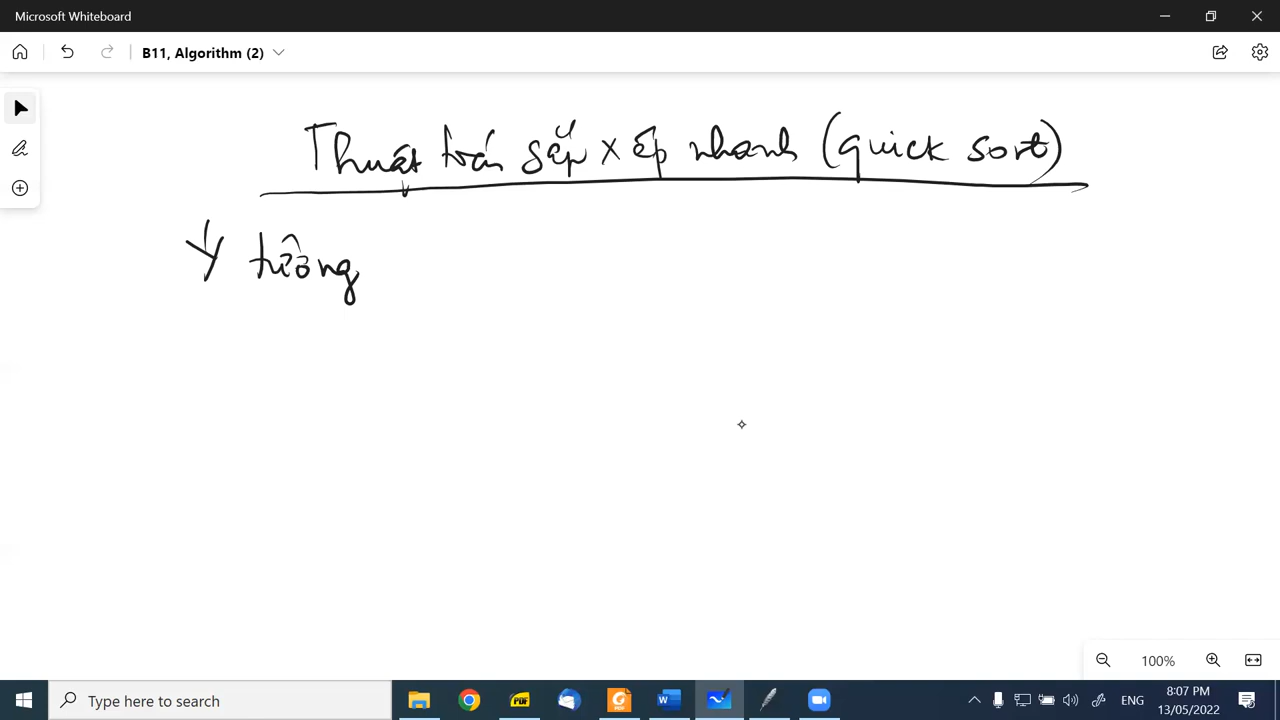 Microsoft Whiteboard
B11, Algorithm (2)
Thuật toán sắp xếp nhanh (quick sort)
Ý tưởng
100%
Type here to search
PDF
ENG
8:07 PM
13/05/2022